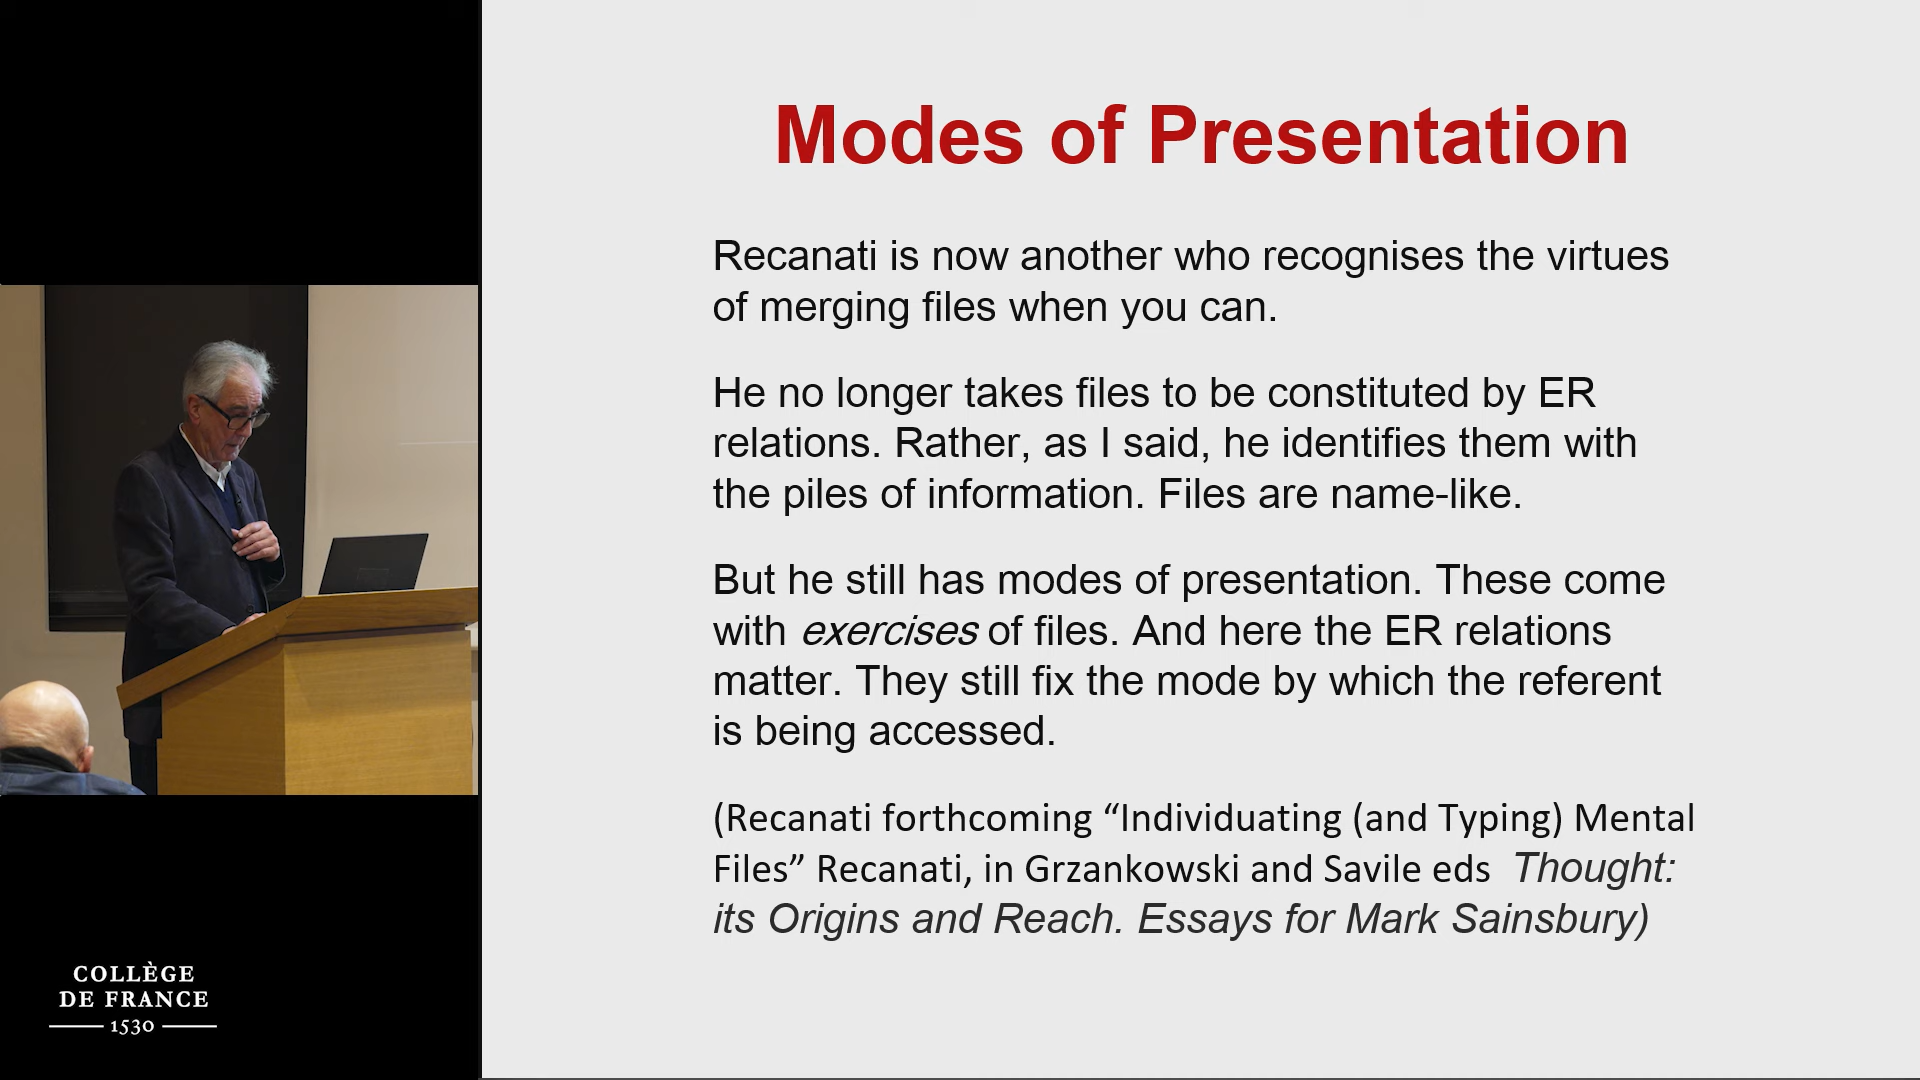 Modes of Presentation
Recanati is now another who recognises the virtues
of merging files when you can.
He no longer takes files to be constituted by ER
relations. Rather, as I said, he identifies them with
the piles of information. Files are name-like.
But he still has modes of presentation. These come
with exercises of files. And here the ER relations
matter. They still fix the mode by which the referent
is being accessed.
(Recanati forthcoming “Individuating (and Typing) Mental
Files” Recanati, in Grzankowski and Savile eds Thought:
its Origins and Reach. Essays for Mark Sainsbury)
COLLÈGE
DE FRANCE
1530